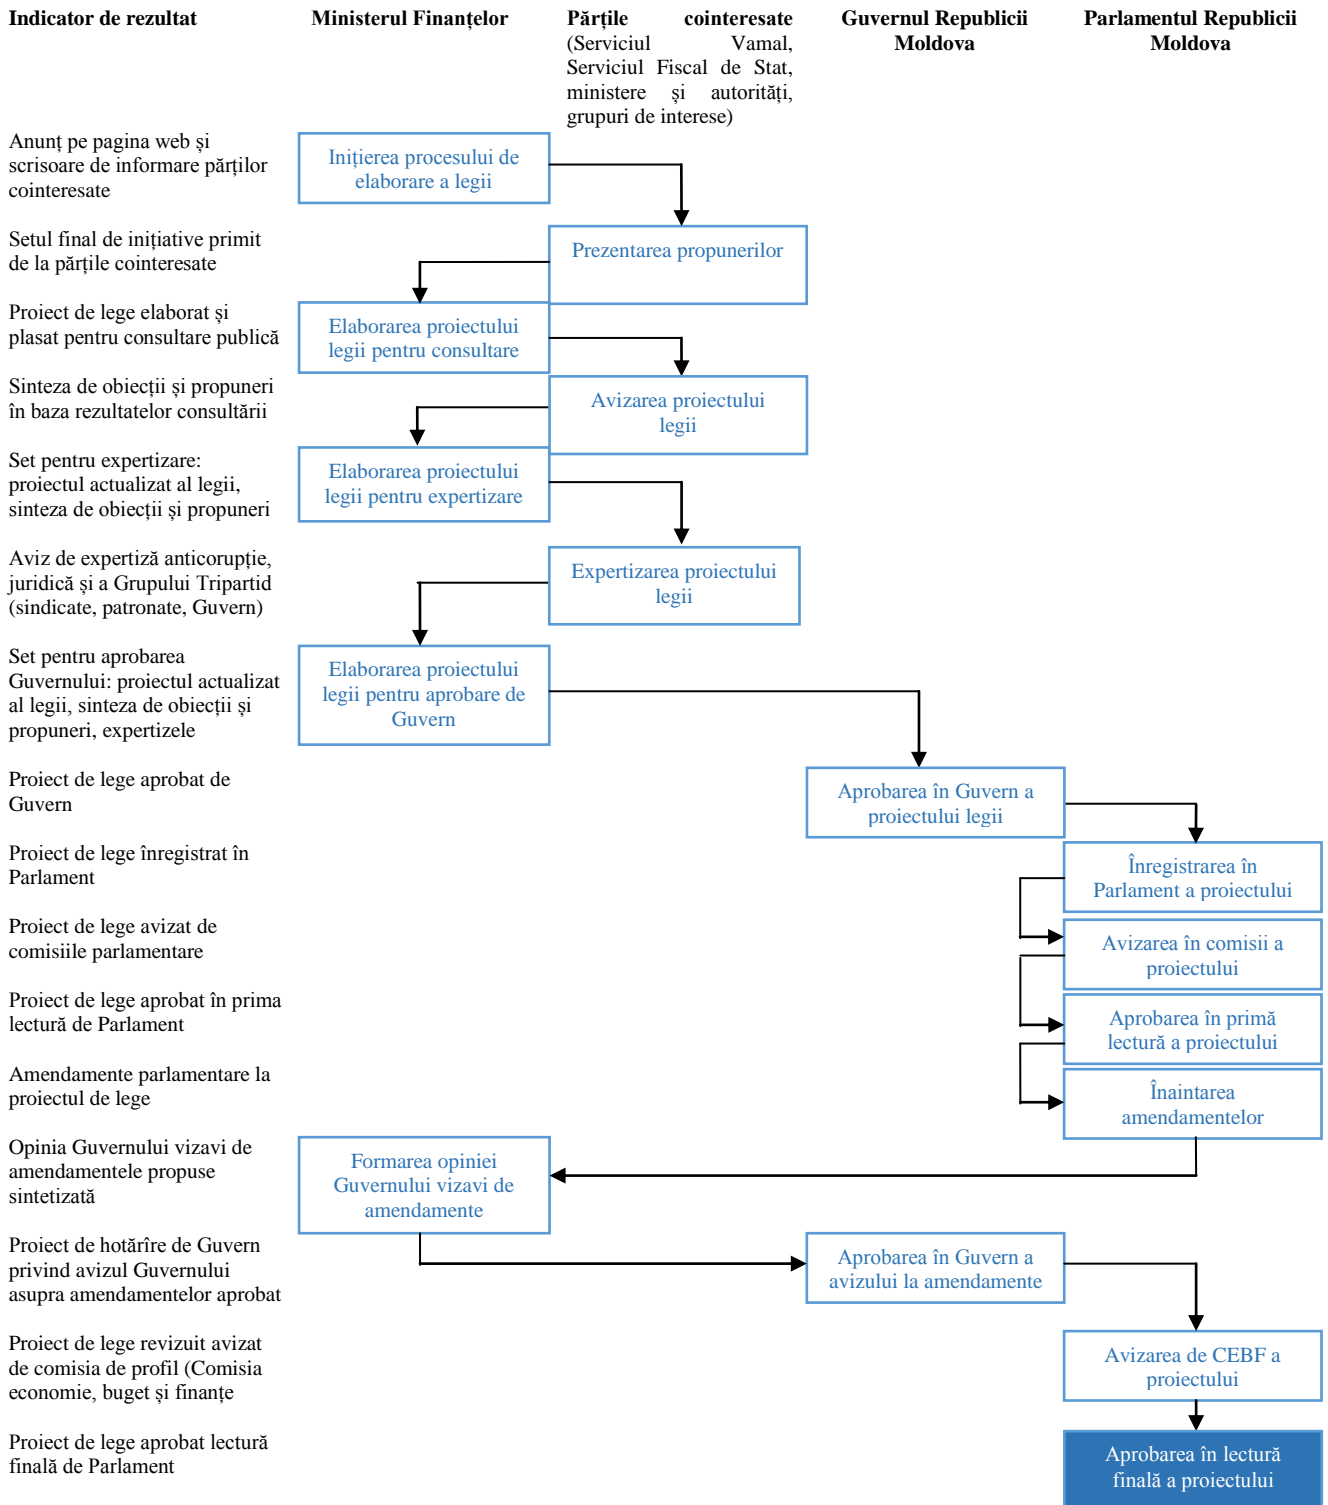 Indicator de rezultat
Ministerul Finanțelor
Părțile cointeresate
(Serviciul Vamal,
Serviciul Fiscal de Stat,
ministere și autorități,
grupuri de interese)
Guvernul Republicii
Moldova
Parlamentul Republicii
Moldova
Anunț pe pagina web și
scrisoare de informare părților
cointeresate
Inițierea procesului de
elaborare a legii
Setul final de inițiative primit
de la părțile cointeresate
Prezentarea propunerilor
Proiect de lege elaborat și
plasat pentru consultare publică
Elaborarea proiectului
legii pentru consultare
Sinteza de obiecții și propuneri
în baza rezultatelor consultării
Avizarea proiectului
legii
Set pentru expertizare:
proiectul actualizat al legii,
sinteza de obiecții și propuneri
Elaborarea proiectului
legii pentru expertizare
Aviz de expertiză anticorupție,
juridică și a Grupului Tripartid
(sindicate, patronate, Guvern)
Expertizarea proiectului
legii
Set pentru aprobarea
Guvernului: proiectul actualizat
al legii, sinteza de obiecții și
propuneri, expertizele
Elaborarea proiectului
legii pentru aprobare de
Guvern
Proiect de lege aprobat de
Guvern
Aprobarea în Guvern a
proiectului legii
Proiect de lege înregistrat în
Parlament
Înregistrarea în
Parlament a proiectului
Proiect de lege avizat de
comisiile parlamentare
Avizarea în comisii a
proiectului
Proiect de lege aprobat în prima
lectură de Parlament
Aprobarea în primă
lectură a proiectului
Amendamente parlamentare la
proiectul de lege
Înaintarea
amendamentelor
Opinia Guvernului vizavi de
amendamentele propuse
sintetizată
Formarea opiniei
Guvernului vizavi de
amendamente
Proiect de hotărîre de Guvern
privind avizul Guvernului
asupra amendamentelor aprobat
Aprobarea în Guvern a
avizului la amendamente
Proiect de lege revizuit avizat
de comisia de profil (Comisia
economie, buget și finanțe
Avizarea de CEBF a
proiectului
Proiect de lege aprobat lectură
finală de Parlament
Aprobarea în lectură
finală a proiectului